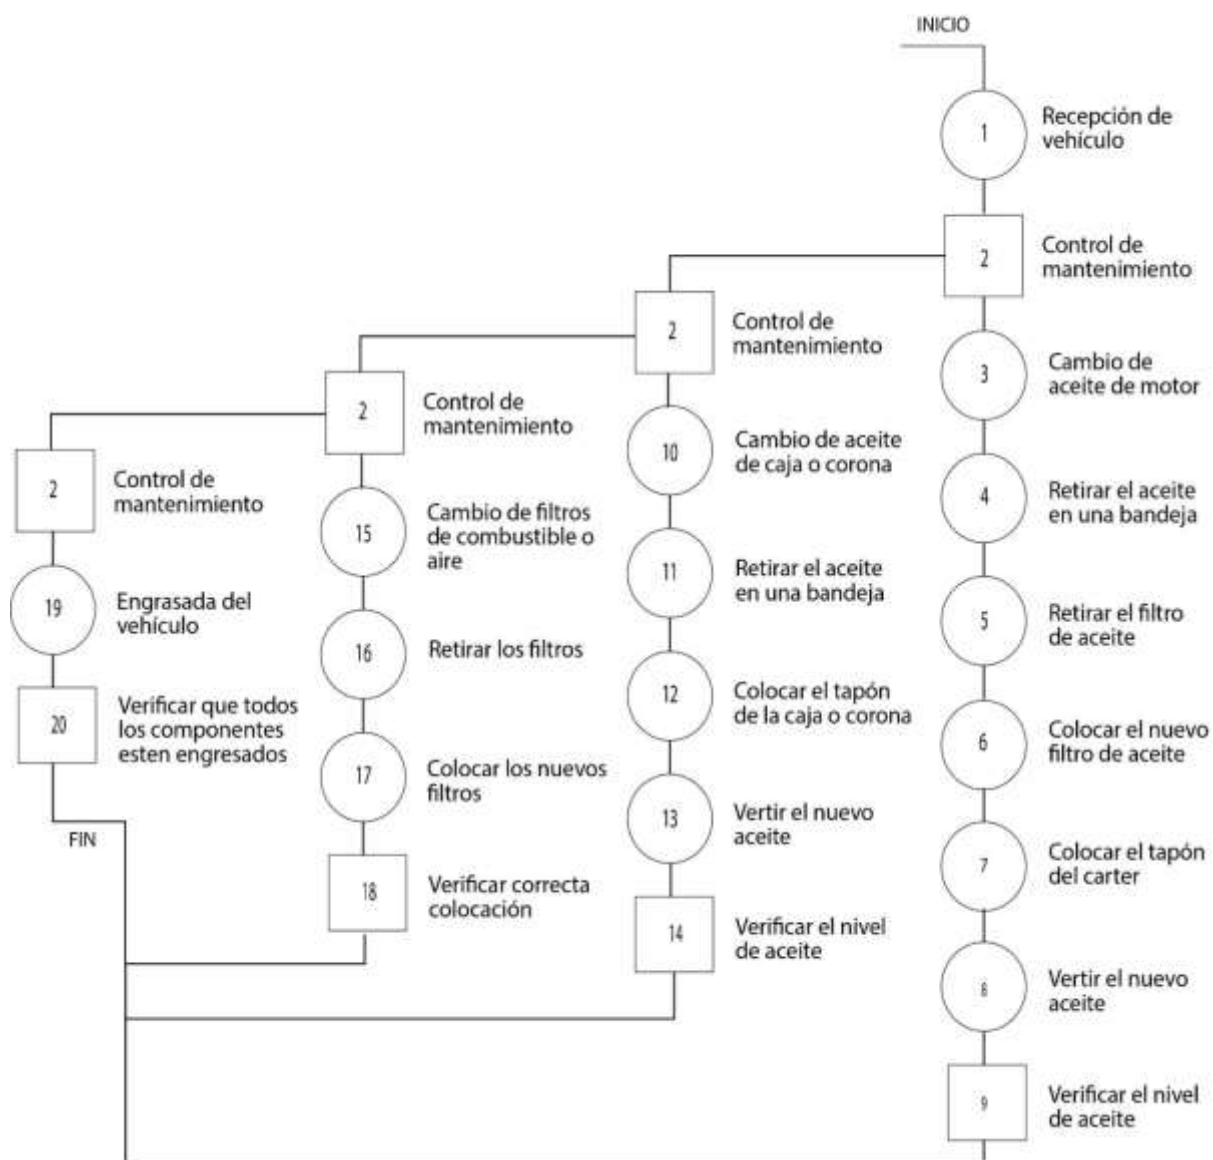 INICIO
1
Recepción de
vehículo
2
Control de
mantenimiento
3
Cambio de
aceite de motor
4
Retirar el aceite
en una bandeja
5
Retirar el filtro
de aceite
6
Colocar el nuevo
filtro de aceite
7
Colocar el tapón
del carter
8
Vertir el nuevo
aceite
9
Verificar el nivel
de aceite
2
Control de
mantenimiento
10
Cambio de aceite
de caja o corona
11
Retirar el aceite
en una bandeja
12
Colocar el tapón
de la caja o corona
13
Vertir el nuevo
aceite
14
Verificar el nivel
de aceite
2
Control de
mantenimiento
15
Cambio de filtros
de combustible o
aire
16
Retirar los filtros
17
Colocar los nuevos
filtros
18
Verificar correcta
colocación
2
Control de
mantenimiento
19
Engrasada del
vehículo
20
Verificar que todos
los componentes
esten engresados
FIN